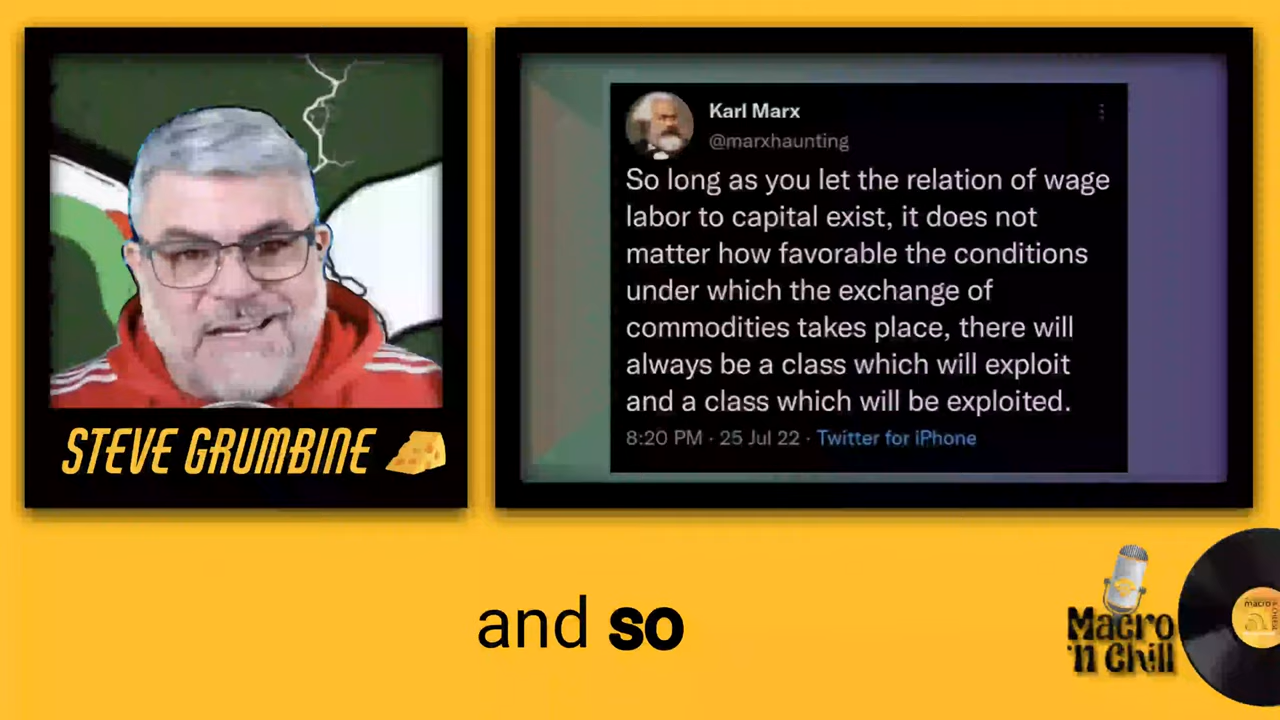 STEVE GRUMBINE
Karl Marx
@marxhaunting
So long as you let the relation of wage
labor to capital exist, it does not
matter how favorable the conditions
under which the exchange of
commodities takes place, there will
always be a class which will exploit
and a class which will be exploited.
8:20 PM · 25 Jul 22 · Twitter for iPhone
and so
Macro
'n Chill
macro